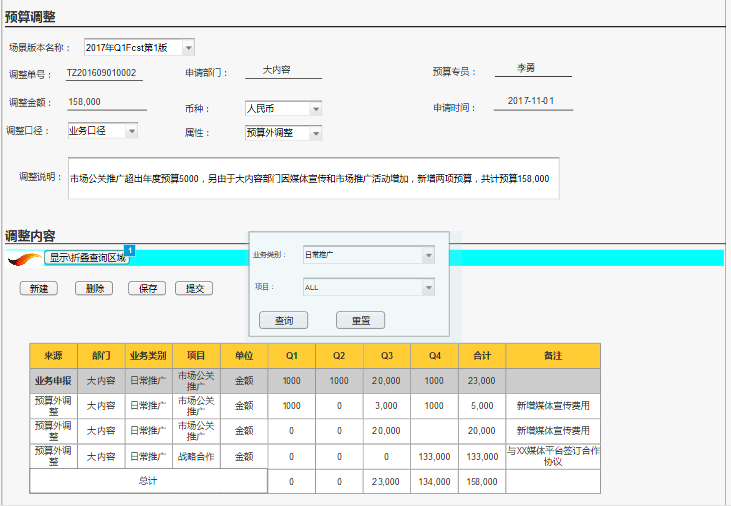 预算调整
场景版本名称： 2017年Q1Fcst第1版
调整单号： TZ201609010002 申请部门： 大内容 预算专员： 李勇
调整金额： 158,000 币种： 人民币 申请时间： 2017-11-01
调整口径： 业务口径 属性： 预算外调整
调整说明： 市场公关推广超出年度预算5000，另由于大内容部门因媒体宣传和市场推广活动增加，新增两项预算，共计预算158,000
调整内容
显示\折叠查询区域 1
业务类别： 日常推广
项目： ALL
查询 重置
新建 删除 保存 提交
来源 部门 业务类别 项目 单位 Q1 Q2 Q3 Q4 合计 备注
业务申报 大内容 日常推广 市场公关推广 金额 1000 1000 20,000 1000 23,000
预算外调整 大内容 日常推广 市场公关推广 金额 1000 0 3,000 1000 5,000 新增媒体宣传费用
预算外调整 大内容 日常推广 市场公关推广 金额 0 0 20,000 20,000 新增媒体宣传费用
预算外调整 大内容 日常推广 战略合作 金额 0 0 0 133,000 133,000 与XX媒体平台签订合作协议
总计 0 0 23,000 134,000 158,000